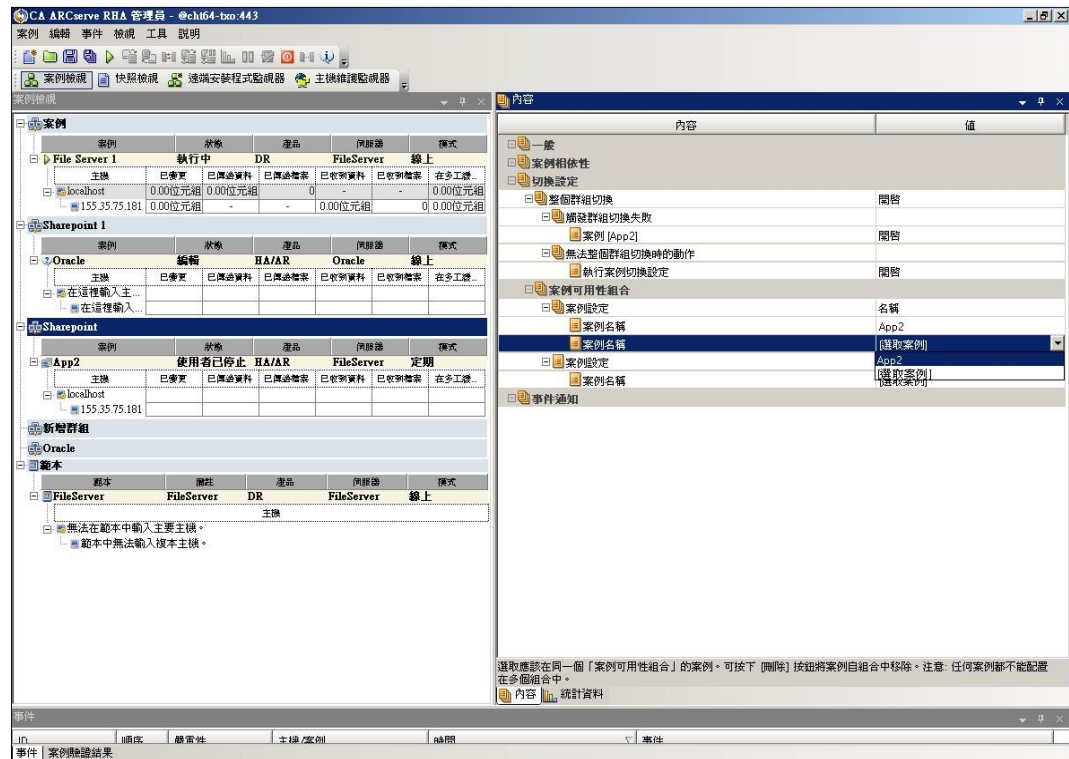 CA ARCserve RHA 管理員 - @cht64-txo:443
案例 編輯 事件 檢視 工具 說明
案例檢視 快照檢視 遠端安裝程式監視器 主機維護監視器
案例檢視
案例
案例 狀態 產品 伺服器 模式
File Server 1 執行中 DR FileServer 線上
主機 已變更 已傳過資料 已傳過檔案 已收到資料 已收到檔案 在多工緩...
localhost 0.00位元組 0.00位元組 0 - - 0.00位元組
155.35.75.181 0.00位元組 - - 0.00位元組 0 0.00位元組
Sharepoint 1
案例 狀態 產品 伺服器 模式
Oracle 編輯 HA/AR Oracle 線上
主機 已變更 已傳過資料 已傳過檔案 已收到資料 已收到檔案 在多工緩...
在這裡輸入主...
在這裡輸入...
Sharepoint
案例 狀態 產品 伺服器 模式
App2 使用者已停止 HA/AR FileServer 定期
主機 已變更 已傳過資料 已傳過檔案 已收到資料 已收到檔案 在多工緩...
localhost
155.35.75.181
新增群組
Oracle
範本
範本 備註 產品 伺服器 模式
FileServer FileServer DR FileServer 線上
主機
無法在範本中輸入主要主機。
範本中無法輸入複本主機。
內容
內容 值
一般
案例相依性
切換設定
整個群組切換 開啟
觸發群組切換失敗
案例 [App2] 開啟
無法整個群組切換時的動作
執行案例切換設定 開啟
案例可用性組合
案例設定 名稱
案例名稱 App2
案例名稱 [選取案例]
案例設定 App2
[選取案例]
案例名稱 [選取案例]
事件通知
選取應該在同一個「案例可用性組合」的案例。可按下 [刪除] 按鈕將案例自組合中移除。注意: 任何案例都不能配置
在多個組合中。
內容 統計資料
事件
ID 順序 嚴重性 主機/案例 時間 事件
事件 案例驗證結果